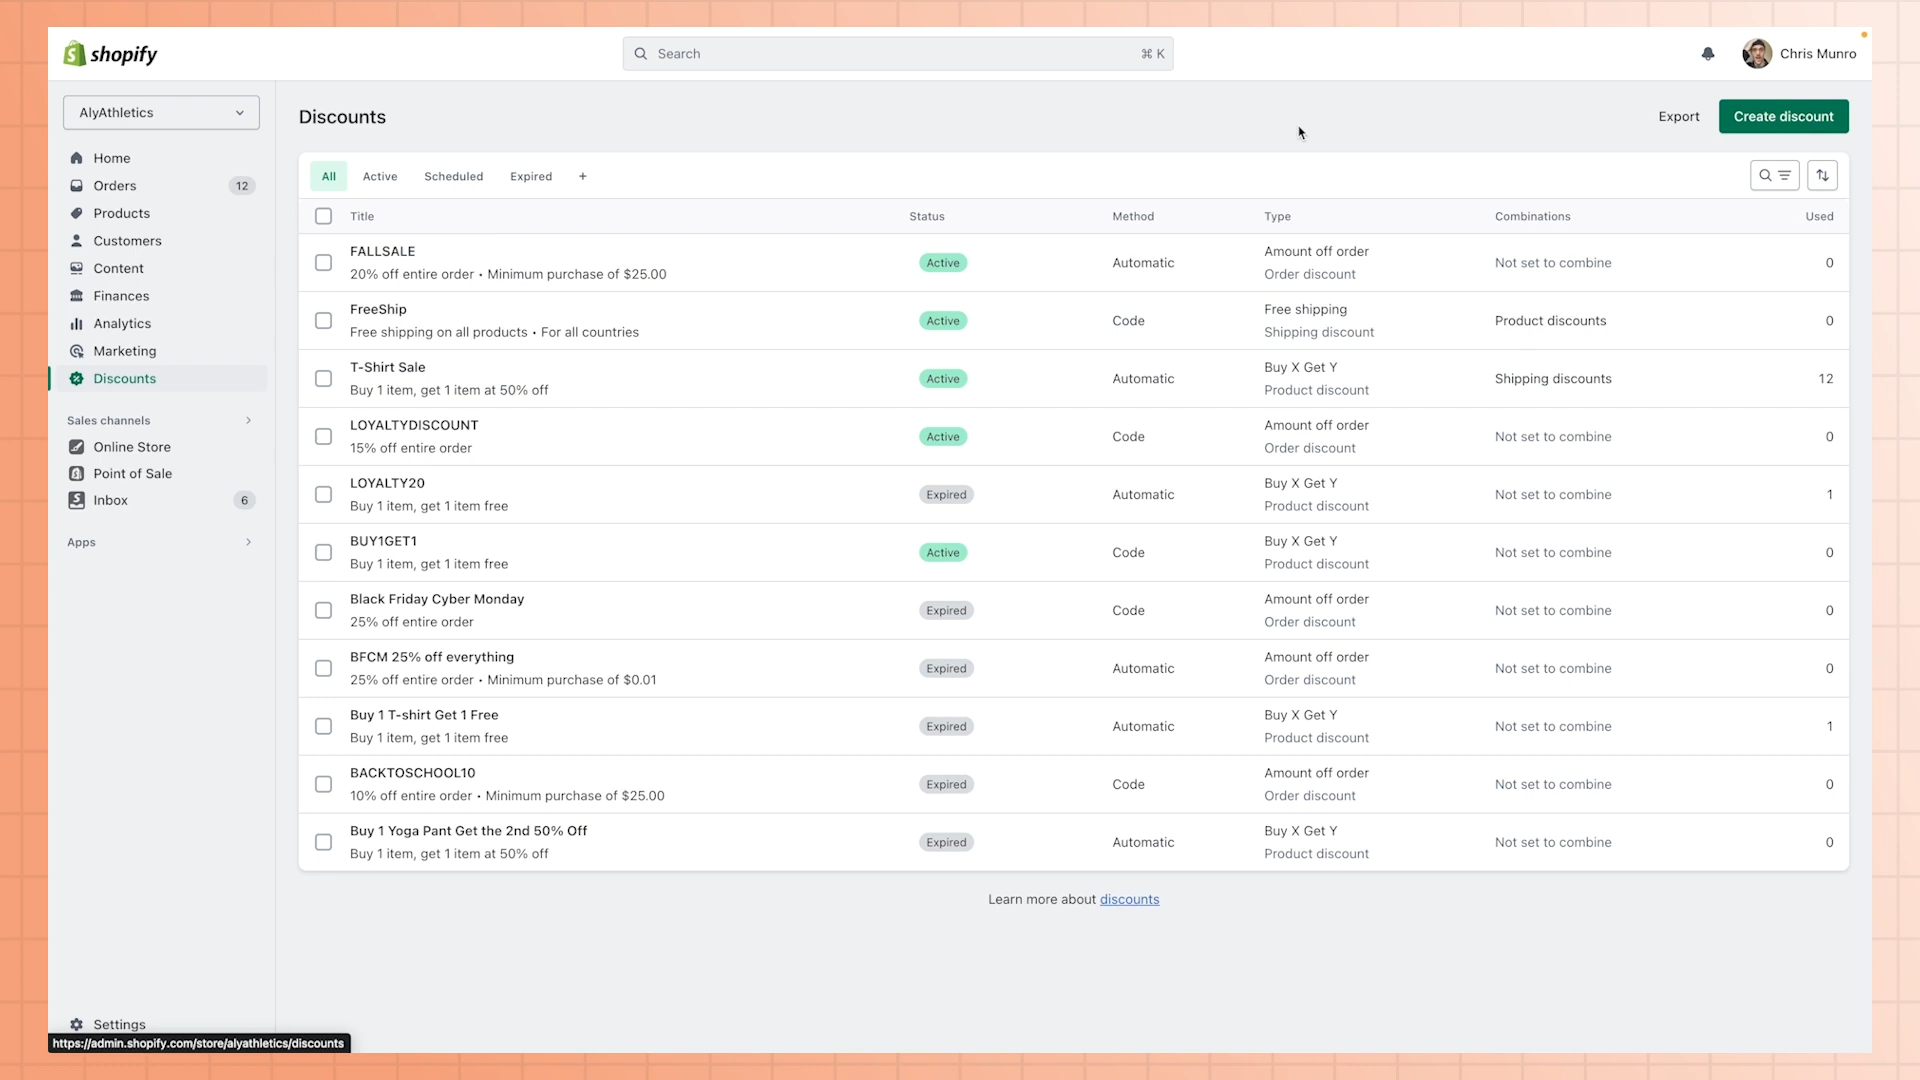 shopify
Search
⌘ K
Chris Munro
AlyAthletics
Home
Orders 12
Products
Customers
Content
Finances
Analytics
Marketing
Discounts
Sales channels
Online Store
Point of Sale
Inbox 6
Apps
Settings
https://admin.shopify.com/store/alyathletics/discounts
Discounts
Export
Create discount
All Active Scheduled Expired +
Title Status Method Type Combinations Used
FALLSALE
20% off entire order • Minimum purchase of $25.00
Active
Automatic
Amount off order
Order discount
Not set to combine
0
FreeShip
Free shipping on all products • For all countries
Active
Code
Free shipping
Shipping discount
Product discounts
0
T-Shirt Sale
Buy 1 item, get 1 item at 50% off
Active
Automatic
Buy X Get Y
Product discount
Shipping discounts
12
LOYALTYDISCOUNT
15% off entire order
Active
Code
Amount off order
Order discount
Not set to combine
0
LOYALTY20
Buy 1 item, get 1 item free
Expired
Automatic
Buy X Get Y
Product discount
Not set to combine
1
BUY1GET1
Buy 1 item, get 1 item free
Active
Code
Buy X Get Y
Product discount
Not set to combine
0
Black Friday Cyber Monday
25% off entire order
Expired
Code
Amount off order
Order discount
Not set to combine
0
BFCM 25% off everything
25% off entire order • Minimum purchase of $0.01
Expired
Automatic
Amount off order
Order discount
Not set to combine
0
Buy 1 T-shirt Get 1 Free
Buy 1 item, get 1 item free
Expired
Automatic
Buy X Get Y
Product discount
Not set to combine
1
BACKTOSCHOOL10
10% off entire order • Minimum purchase of $25.00
Expired
Code
Amount off order
Order discount
Not set to combine
0
Buy 1 Yoga Pant Get the 2nd 50% Off
Buy 1 item, get 1 item at 50% off
Expired
Automatic
Buy X Get Y
Product discount
Not set to combine
0
Learn more about discounts